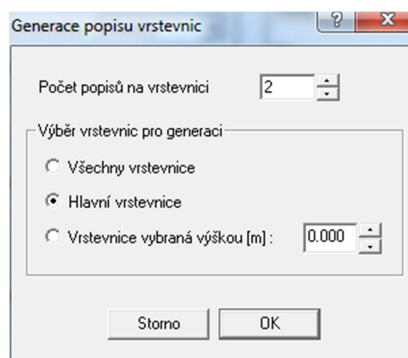 Generace popisu vrstevnic
Počet popisů na vrstevnici 2
Výběr vrstevnic pro generaci
Všechny vrstevnice
Hlavní vrstevnice
Vrstevnice vybraná výškou [m] : 0.000
Storno OK